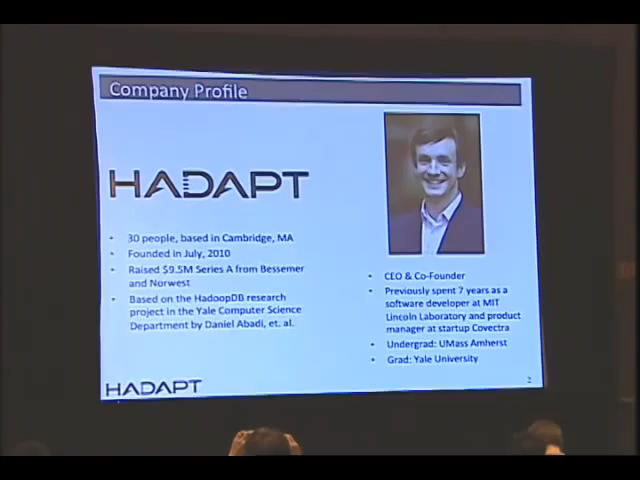 Company Profile
HADAPT
• 30 people, based in Cambridge, MA
• Founded in July, 2010
• Raised $9.5M Series A from Bessemer
and Norwest
• Based on the HadoopDB research
project in the Yale Computer Science
Department by Daniel Abadi, et. al.
• CEO & Co-Founder
• Previously spent 7 years as a
software developer at MIT
Lincoln Laboratory and product
manager at startup Covectra
• Undergrad: UMass Amherst
• Grad: Yale University
HADAPT
2